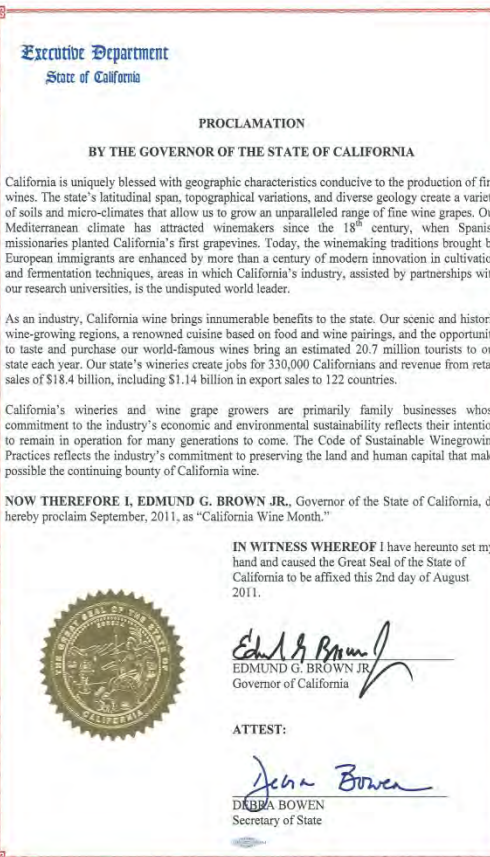 Executive Department
State of California
PROCLAMATION
BY THE GOVERNOR OF THE STATE OF CALIFORNIA
California is uniquely blessed with geographic characteristics conducive to the production of fin
wines. The state's latitudinal span, topographical variations, and diverse geology create a variet
of soils and micro-climates that allow us to grow an unparalleled range of fine wine grapes. Ou
Mediterranean climate has attracted winemakers since the 18th century, when Spanis
missionaries planted California's first grapevines. Today, the winemaking traditions brought b
European immigrants are enhanced by more than a century of modern innovation in cultivatio
and fermentation techniques, areas in which California's industry, assisted by partnerships wit
our research universities, is the undisputed world leader.
As an industry, California wine brings innumerable benefits to the state. Our scenic and histori
wine-growing regions, a renowned cuisine based on food and wine pairings, and the opportunit
to taste and purchase our world-famous wines bring an estimated 20.7 million tourists to ou
state each year. Our state's wineries create jobs for 330,000 Californians and revenue from reta
sales of $18.4 billion, including $1.14 billion in export sales to 122 countries.
California's wineries and wine grape growers are primarily family businesses whos
commitment to the industry's economic and environmental sustainability reflects their intentio
to remain in operation for many generations to come. The Code of Sustainable Winegrowin
Practices reflects the industry's commitment to preserving the land and human capital that mak
possible the continuing bounty of California wine.
NOW THEREFORE I, EDMUND G. BROWN JR., Governor of the State of California, d
hereby proclaim September, 2011, as “California Wine Month.”
IN WITNESS WHEREOF I have hereunto set my
hand and caused the Great Seal of the State of
California to be affixed this 2nd day of August
2011.
THE GREAT SEAL OF THE STATE OF CALIFORNIA
EUREKA
Edmund G Brown Jr
EDMUND G. BROWN JR
Governor of California
ATTEST:
Debra Bowen
DEBRA BOWEN
Secretary of State